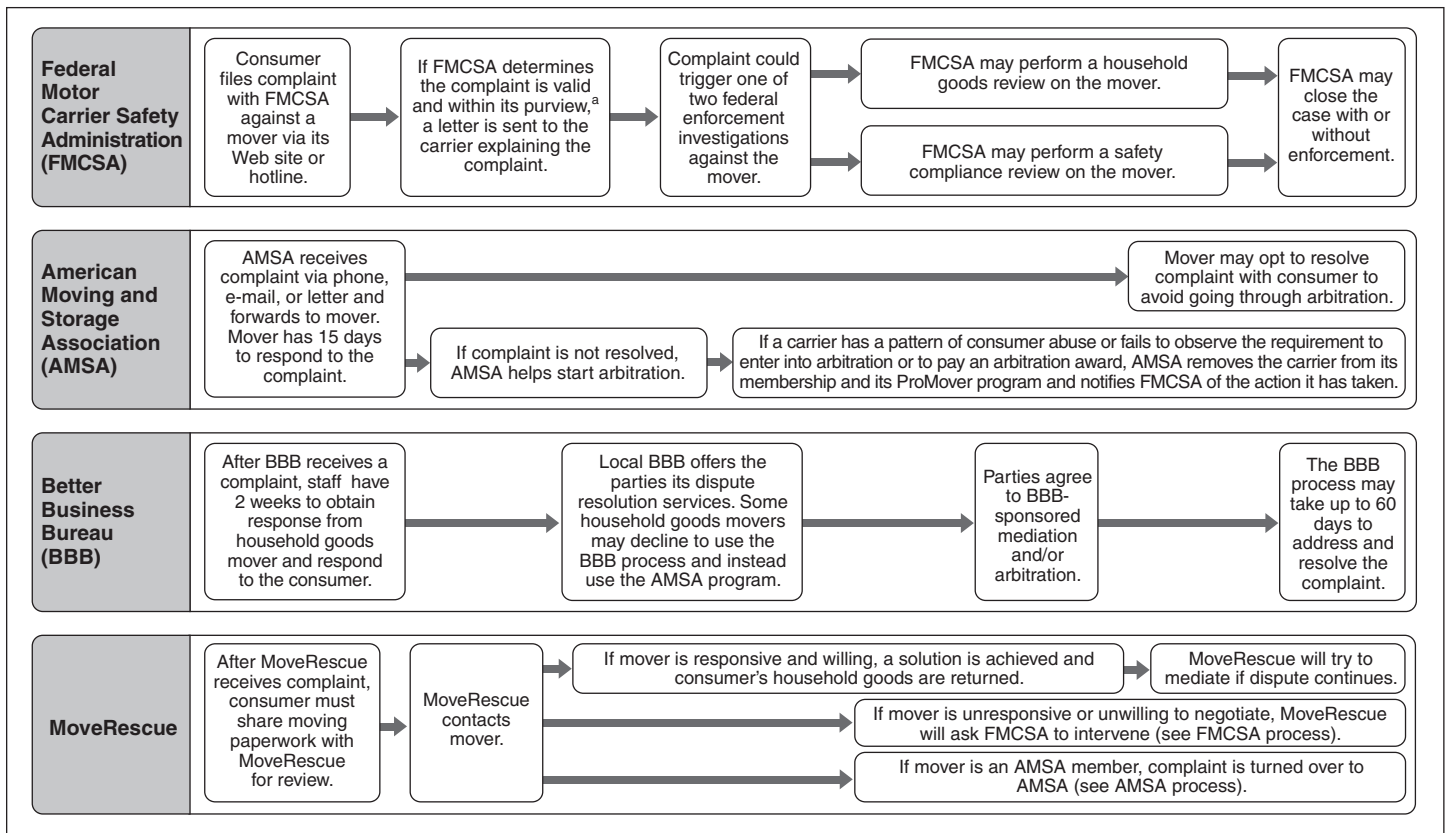 Federal
Motor
Carrier Safety
Administration
(FMCSA)
Consumer
files complaint
with FMCSA
against a
mover via its
Web site or
hotline.
If FMCSA determines
the complaint is valid
and within its purview,a
a letter is sent to the
carrier explaining the
complaint.
Complaint could
trigger one of
two federal
enforcement
investigations
against the
mover.
FMCSA may perform a household
goods review on the mover.
FMCSA may perform a safety
compliance review on the mover.
FMCSA may
close the
case with or
without
enforcement.
American
Moving and
Storage
Association
(AMSA)
AMSA receives
complaint via phone,
e-mail, or letter and
forwards to mover.
Mover has 15 days
to respond to the
complaint.
Mover may opt to resolve
complaint with consumer to
avoid going through arbitration.
If complaint is not resolved,
AMSA helps start arbitration.
If a carrier has a pattern of consumer abuse or fails to observe the requirement to
enter into arbitration or to pay an arbitration award, AMSA removes the carrier from its
membership and its ProMover program and notifies FMCSA of the action it has taken.
Better
Business
Bureau
(BBB)
After BBB receives a
complaint, staff have
2 weeks to obtain
response from
household goods
mover and respond
to the consumer.
Local BBB offers the
parties its dispute
resolution services. Some
household goods movers
may decline to use the
BBB process and instead
use the AMSA program.
Parties agree
to BBB-
sponsored
mediation
and/or
arbitration.
The BBB
process may
take up to 60
days to
address and
resolve the
complaint.
MoveRescue
After MoveRescue
receives complaint,
consumer must
share moving
paperwork with
MoveRescue
for review.
MoveRescue
contacts
mover.
If mover is responsive and willing, a solution is achieved and
consumer's household goods are returned.
MoveRescue will try to
mediate if dispute continues.
If mover is unresponsive or unwilling to negotiate, MoveRescue
will ask FMCSA to intervene (see FMCSA process).
If mover is an AMSA member, complaint is turned over to
AMSA (see AMSA process).